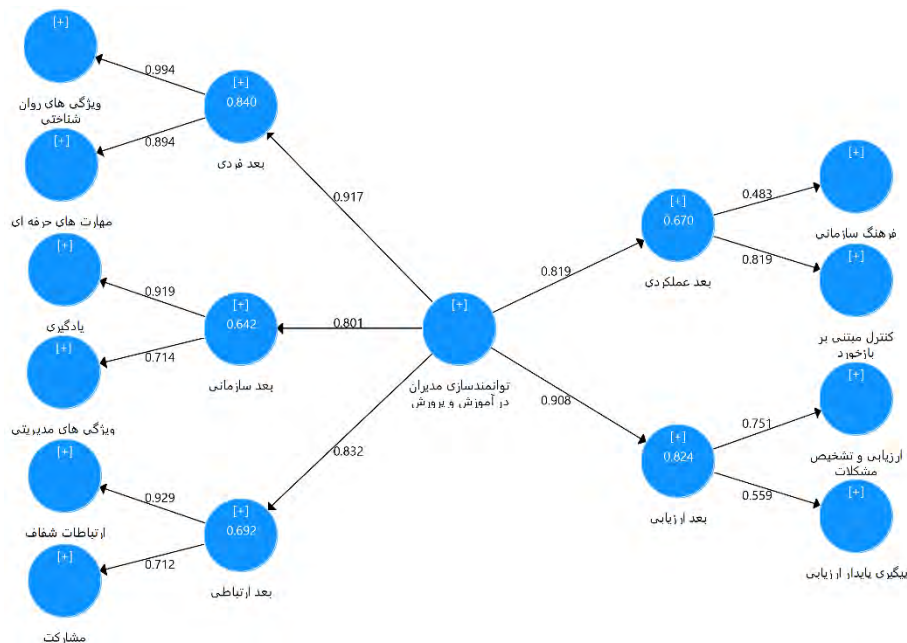 [+]
0.994
ویژگی های روان
شناختی
[+]
0.840
بعد فردی
[+]
0.894
مهارت های حرفه ای
0.917
[+]
0.919
یادگیری
[+]
0.642
بعد سازمانی
0.801
[+]
0.714
ویژگی های مدیریتی
[+]
توانمندسازی مدیران
در آموزش و پرورش
0.832
[+]
0.929
ارتباطات شفاف
[+]
0.692
بعد ارتباطی
[+]
0.712
مشارکت
0.819
[+]
0.670
بعد عملکردی
0.483
[+]
فرهنگ سازمانی
0.819
[+]
کنترل مبتنی بر
بازخورد
0.908
[+]
0.824
بعد ارزیابی
0.751
[+]
ارزیابی و تشخیص
مشکلات
0.559
[+]
پیگیری پایدار ارزیابی